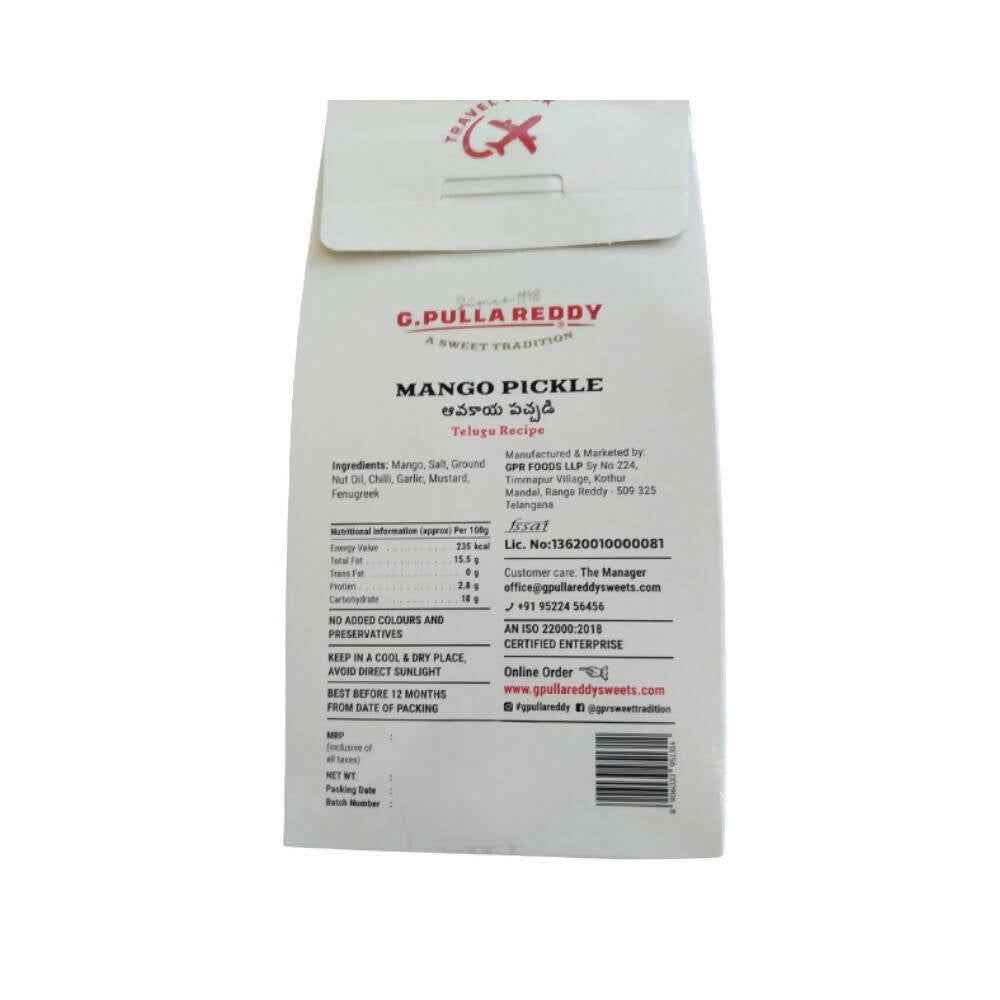 TRAVEL
Since 1948
G.PULLA REDDY
®
A SWEET TRADITION
MANGO PICKLE
ఆవకాయ పచ్చడి
Telugu Recipe
Ingredients: Mango, Salt, Ground
Nut Oil, Chilli, Garlic, Mustard,
Fenugreek
Nutritional Information (approx) Per 100g
Energy Value . . . . . . . . . . . . . 235 kcal
Total Fat . . . . . . . . . . . . . . . . 15.5 g
Trans Fat . . . . . . . . . . . . . . . . 0 g
Protien . . . . . . . . . . . . . . . . . 2.8 g
Carbohydrate . . . . . . . . . . . . . 18 g
NO ADDED COLOURS AND
PRESERVATIVES
KEEP IN A COOL & DRY PLACE,
AVOID DIRECT SUNLIGHT
BEST BEFORE 12 MONTHS
FROM DATE OF PACKING
Manufactured & Marketed by:
GPR FOODS LLP Sy No 224,
Timmapur Village, Kothur
Mandal, Ranga Reddy - 509 325
Telangana
fssai
Lic. No:13620010000081
Customer care. The Manager
office@gpullareddysweets.com
+91 95224 56456
AN ISO 22000:2018
CERTIFIED ENTERPRISE
Online Order
www.gpullareddysweets.com
#gpullareddy @gprsweettradition
MRP :
(inclusive of
all taxes)
NET WT. :
Packing Date :
Batch Number :